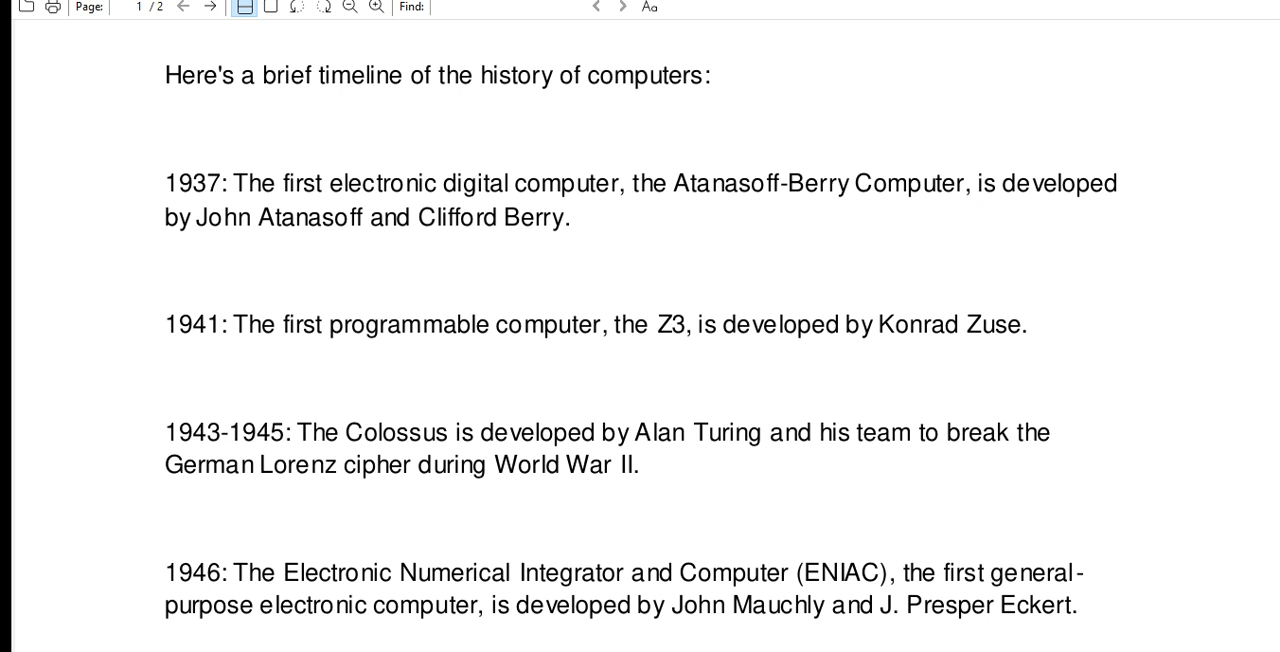 Page: 1 / 2 Find: Aa
Here's a brief timeline of the history of computers:
1937: The first electronic digital computer, the Atanasoff-Berry Computer, is developed
by John Atanasoff and Clifford Berry.
1941: The first programmable computer, the Z3, is developed by Konrad Zuse.
1943-1945: The Colossus is developed by Alan Turing and his team to break the
German Lorenz cipher during World War II.
1946: The Electronic Numerical Integrator and Computer (ENIAC), the first general-
purpose electronic computer, is developed by John Mauchly and J. Presper Eckert.